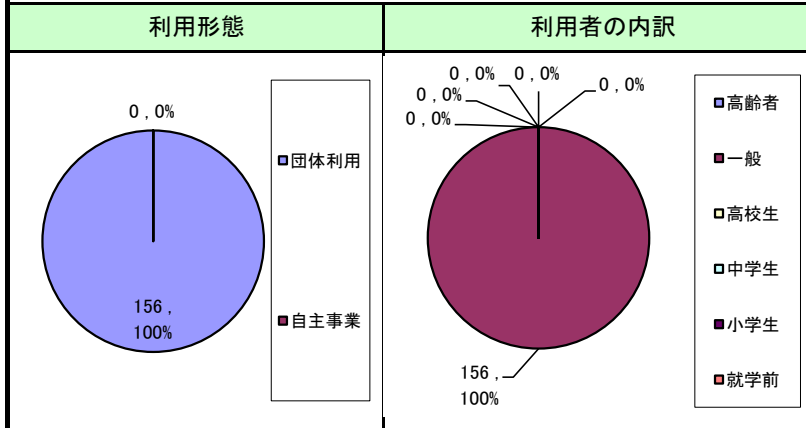 利用形態
利用者の内訳
0 , 0%
156 ,
100%
団体利用
自主事業
0 , 0%
0 , 0%
0 , 0%
0 , 0%
0 , 0%
156 ,
100%
高齢者
一般
高校生
中学生
小学生
就学前